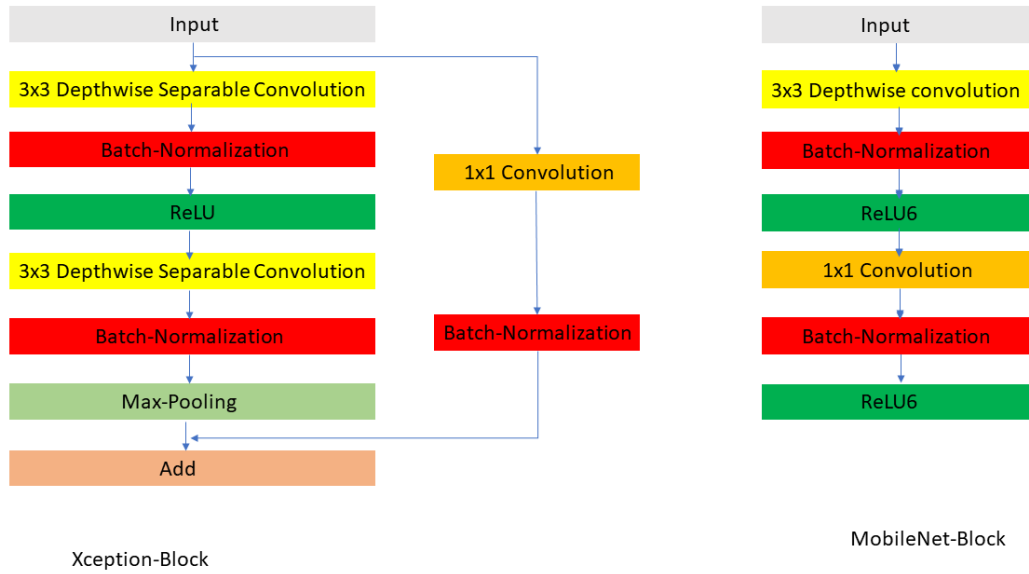 Input
3x3 Depthwise Separable Convolution
Batch-Normalization
ReLU
3x3 Depthwise Separable Convolution
Batch-Normalization
Max-Pooling
Add
1x1 Convolution
Batch-Normalization
Xception-Block
Input
3x3 Depthwise convolution
Batch-Normalization
ReLU6
1x1 Convolution
Batch-Normalization
ReLU6
MobileNet-Block